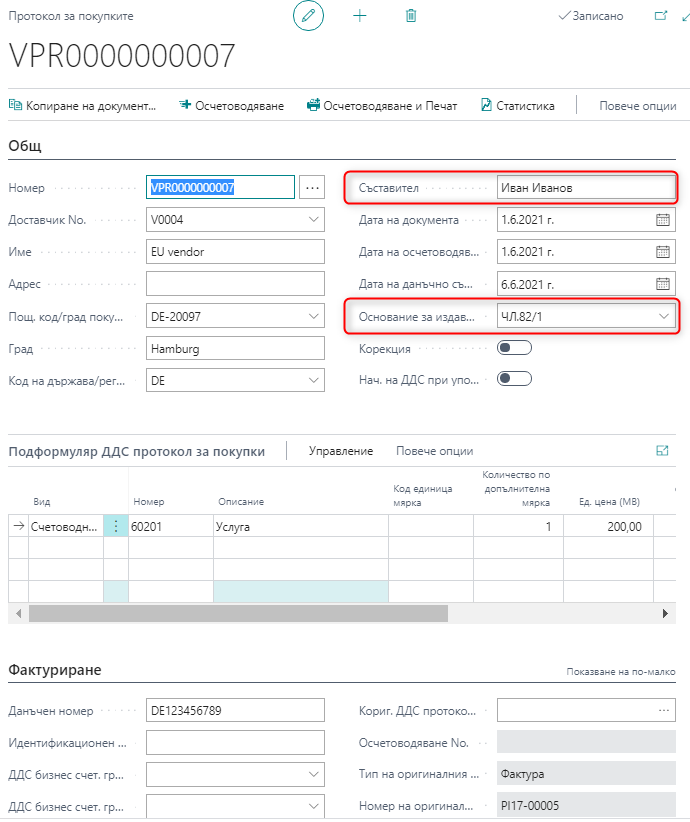 Протокол за покупките
Записано
VPR0000000007
Копиране на документ...
Осчетоводяване
Осчетоводяване и Печат
Статистика
Повече опции
Общ
Номер VPR0000000007 ...
Съставител Иван Иванов
Доставчик No. V0004
Дата на документа 1.6.2021 г.
Име EU vendor
Дата на осчетоводяв... 1.6.2021 г.
Адрес
Дата на данъчно съ... 6.6.2021 г.
Пощ. код/град поку... DE-20097
Основание за издав... ЧЛ.82/1
Град Hamburg
Корекция
Код на държава/рег... DE
Нач. на ДДС при упо...
Подформуляр ДДС протокол за покупки
Управление
Повече опции
Вид
Номер
Описание
Код единица
мярка
Количество по
допълнителна
мярка
Ед. цена (МВ)
Счетоводн... 60201 Услуга 1 200,00
Фактуриране
Показване на по-малко
Данъчен номер DE123456789
Кориг. ДДС протоко... ...
Идентификационен ...
Осчетоводяване No.
ДДС бизнес счет. гр...
Тип на оригиналния ... Фактура
ДДС бизнес счет. гр...
Номер на оригинал... PI17-00005